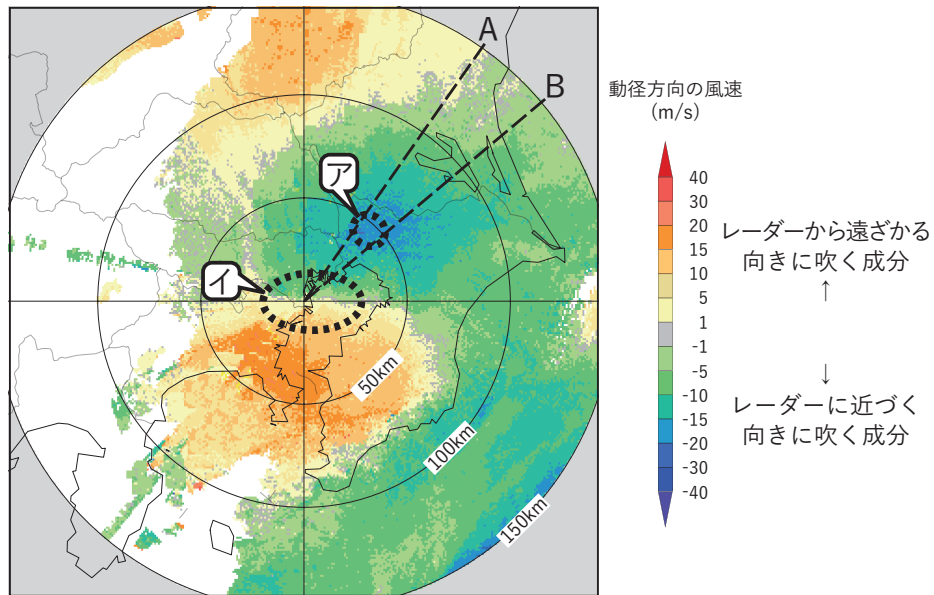 A
B
ア
イ
50km
100km
150km
動径方向の風速
(m/s)
40
30
20
15
10
5
1
-1
-5
-10
-15
-20
-30
-40
レーダーから遠ざかる
向きに吹く成分
↑
↓
レーダーに近づく
向きに吹く成分